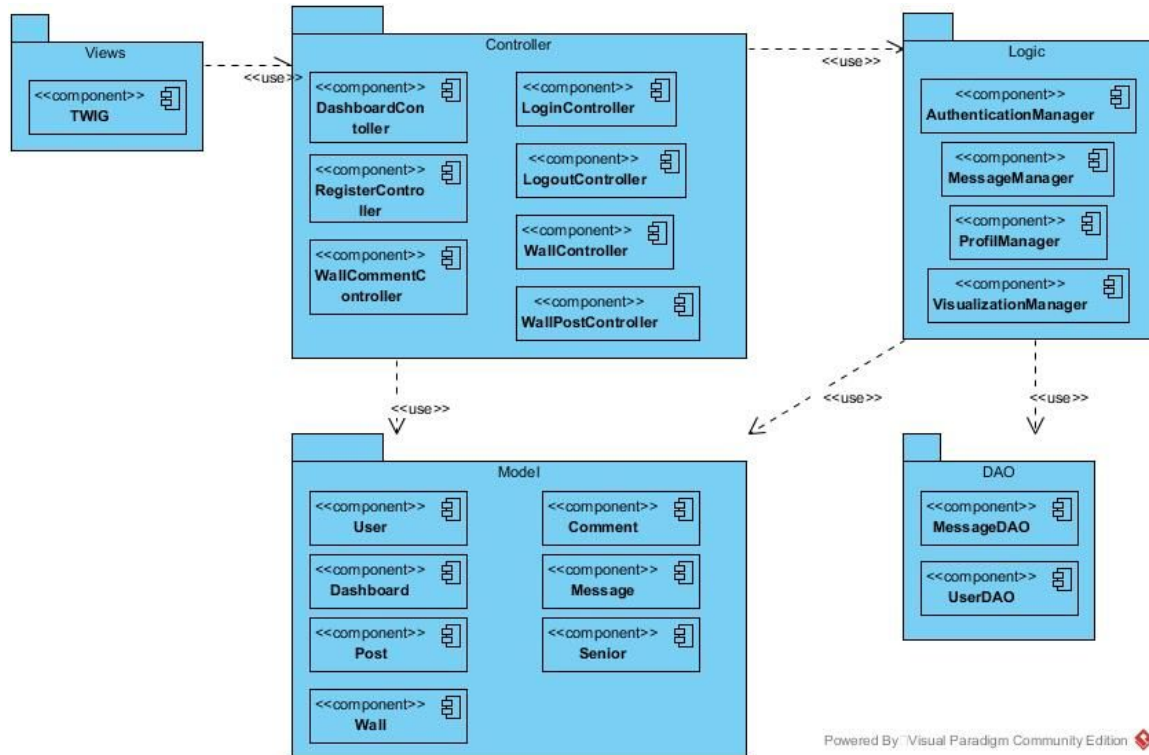 Views
<<component>>
TWIG
<<use>>
Controller
<<component>>
DashboardCon
toller
<<component>>
RegisterContro
ller
<<component>>
WallCommentC
ontroller
<<component>>
LoginController
<<component>>
LogoutController
<<component>>
WallController
<<component>>
WallPostController
<<use>>
Logic
<<component>>
AuthenticationManager
<<component>>
MessageManager
<<component>>
ProfilManager
<<component>>
VisualizationManager
<<use>>
<<use>>
<<use>>
Model
<<component>>
User
<<component>>
Dashboard
<<component>>
Post
<<component>>
Wall
<<component>>
Comment
<<component>>
Message
<<component>>
Senior
DAO
<<component>>
MessageDAO
<<component>>
UserDAO
Powered By Visual Paradigm Community Edition